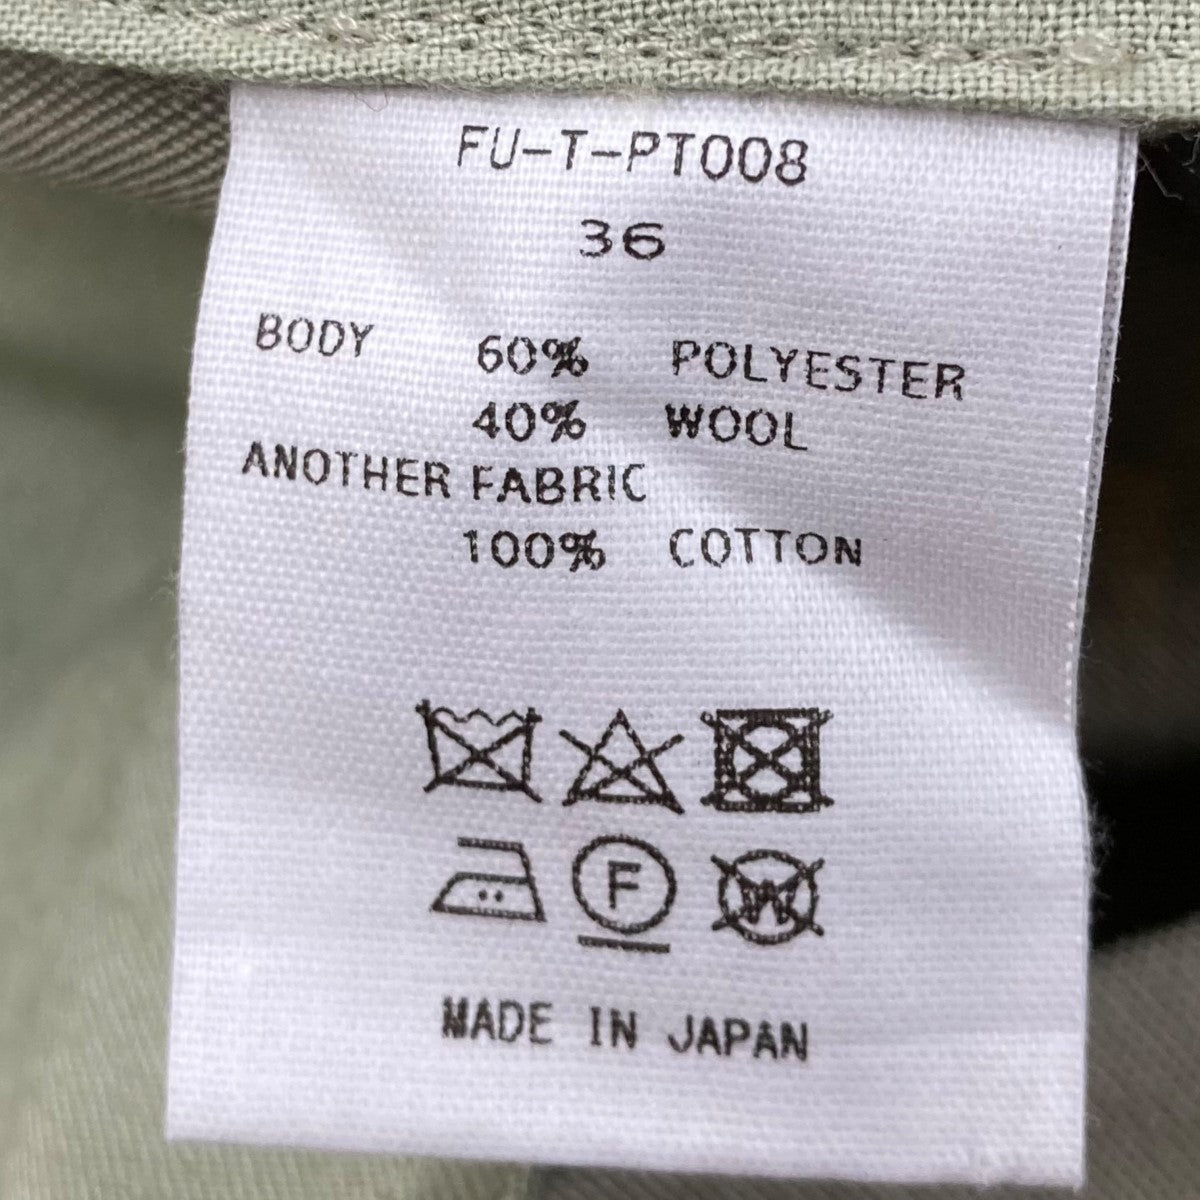 FU-T-PT008
36
BODY 60% POLYESTER
40% WOOL
ANOTHER FABRIC
100% COTTON
F
W
MADE IN JAPAN